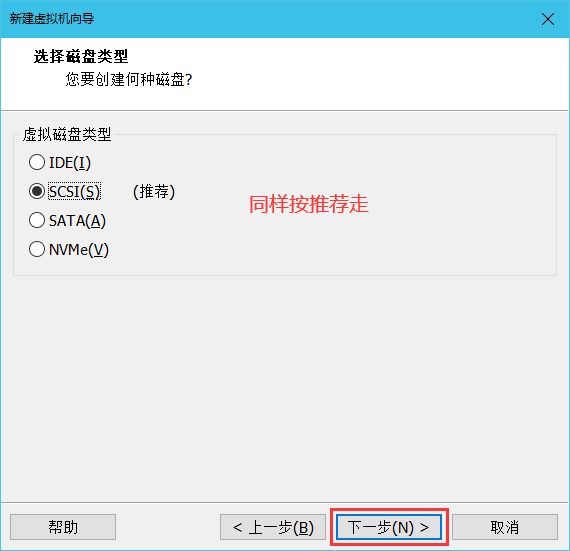 新建虚拟机向导
选择磁盘类型
您要创建何种磁盘?
虚拟磁盘类型
IDE(I)
SCSI(S) (推荐)
同样按推荐走
SATA(A)
NVMe(V)
帮助
< 上一步(B)
下一步(N) >
取消